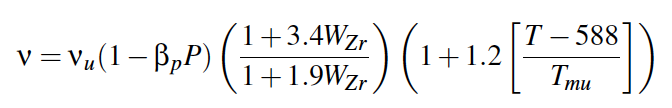 ν = ν_u(1 − β_p P) ( (1 + 3.4W_Zr) / (1 + 1.9W_Zr) ) ( 1 + 1.2 [ (T − 588) / T_mu ] )